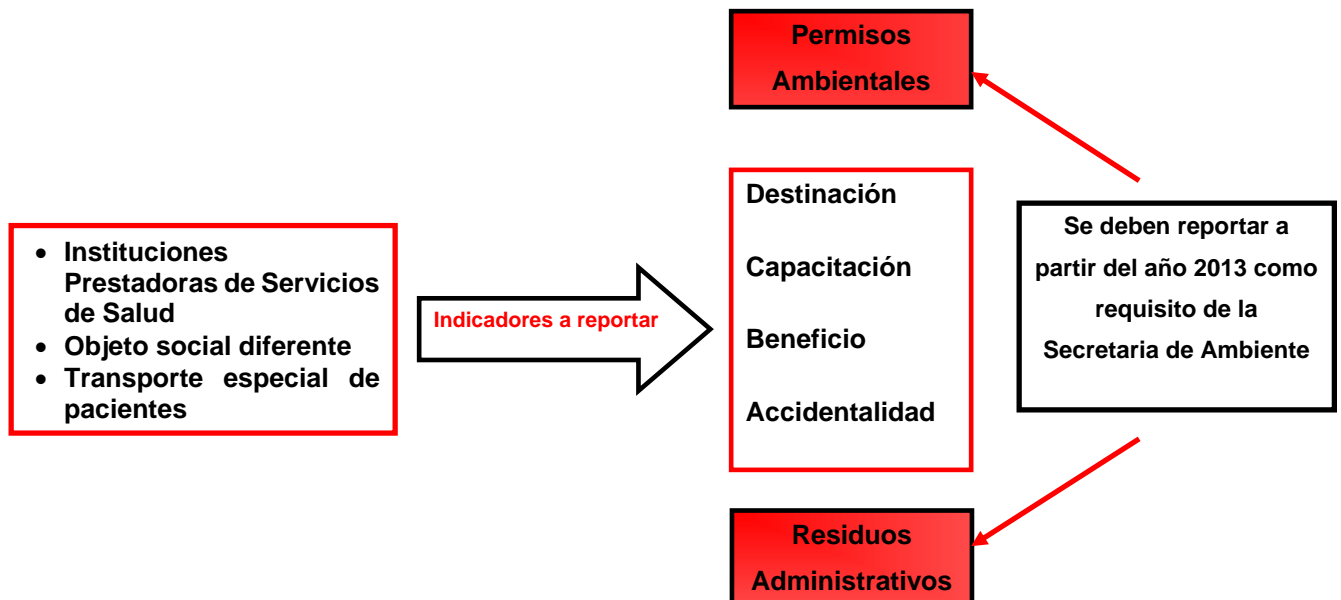 • Instituciones
Prestadoras de Servicios
de Salud
• Objeto social diferente
• Transporte especial de
pacientes
Indicadores a reportar
Permisos
Ambientales
Destinación
Capacitación
Beneficio
Accidentalidad
Residuos
Administrativos
Se deben reportar a
partir del año 2013 como
requisito de la
Secretaria de Ambiente